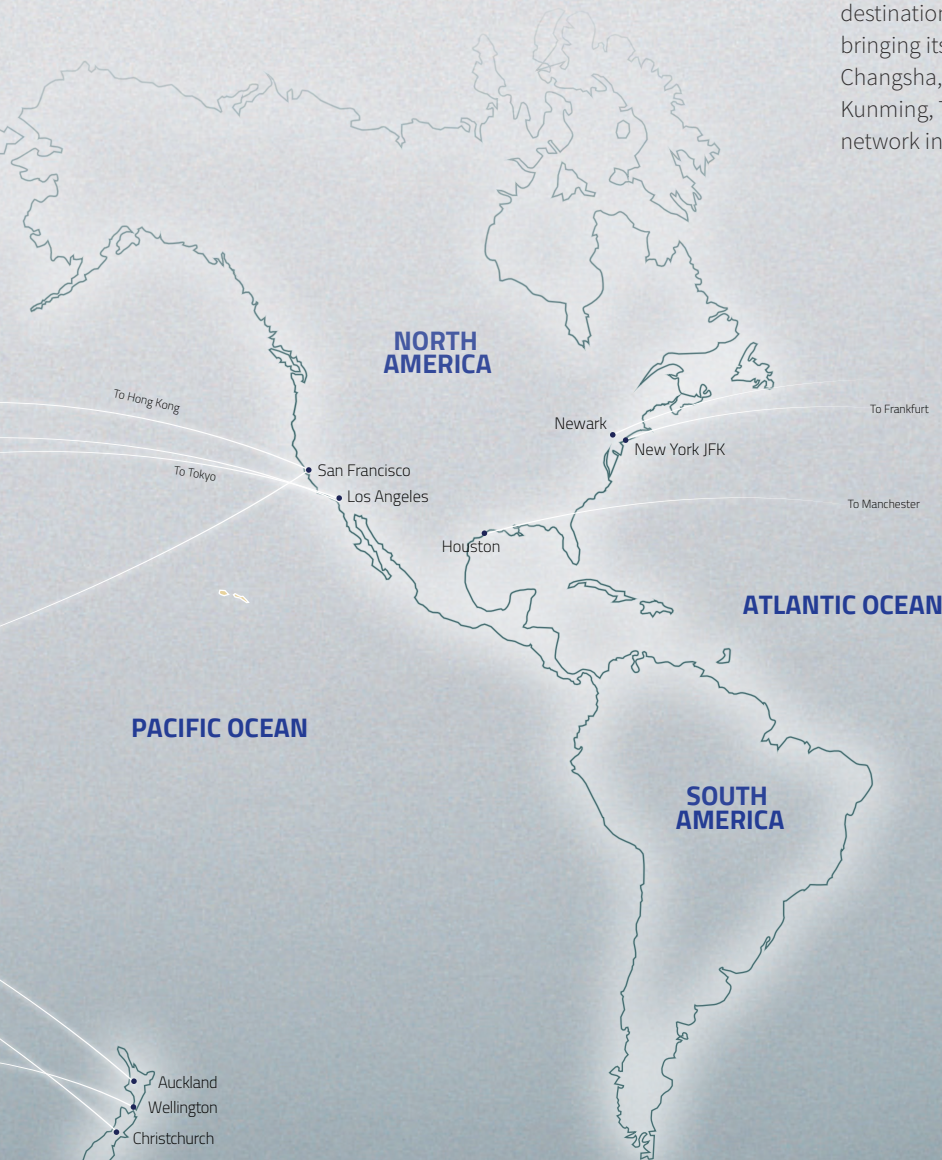 destination
bringing its
Changsha,
Kunming,
network in
NORTH
AMERICA
To Hong Kong
To Frankfurt
Newark
New York JFK
San Francisco
To Tokyo
Los Angeles
To Manchester
Houston
ATLANTIC OCEAN
PACIFIC OCEAN
SOUTH
AMERICA
Auckland
Wellington
Christchurch